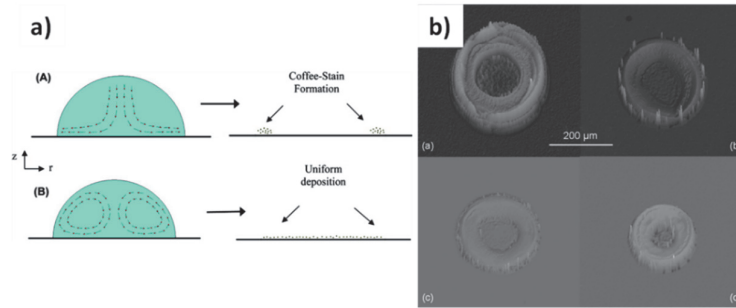 a)
(A)
Coffee-Stain
Formation
z
r
(B)
Uniform
deposition
b)
(a)
200 μm
(b)
(c)
(d)